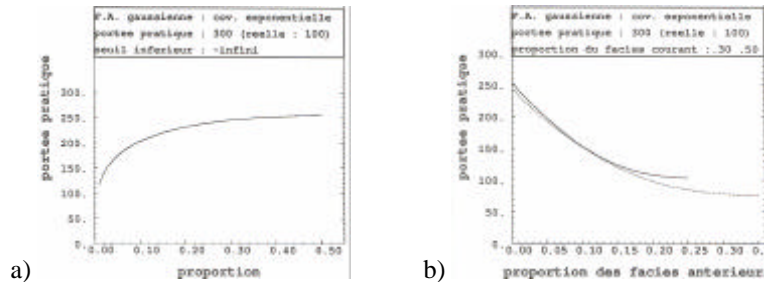 F.A. gaussienne : cov. exponentielle
portee pratique : 300 (reelle : 100)
seuil inferieur : -infini
portee pratique
300.
250.
200.
150.
100.
50.
0.
0.00 0.10 0.20 0.30 0.40 0.50
proportion
a)
F.A. gaussienne : cov. exponentielle
portee pratique : 300 (reelle : 100)
proportion du facies courant :.30 .50
portee pratique
300.
250.
200.
150.
100.
50.
0.
0.00 0.05 0.10 0.15 0.20 0.25 0.30
proportion des facies anterieur
b)